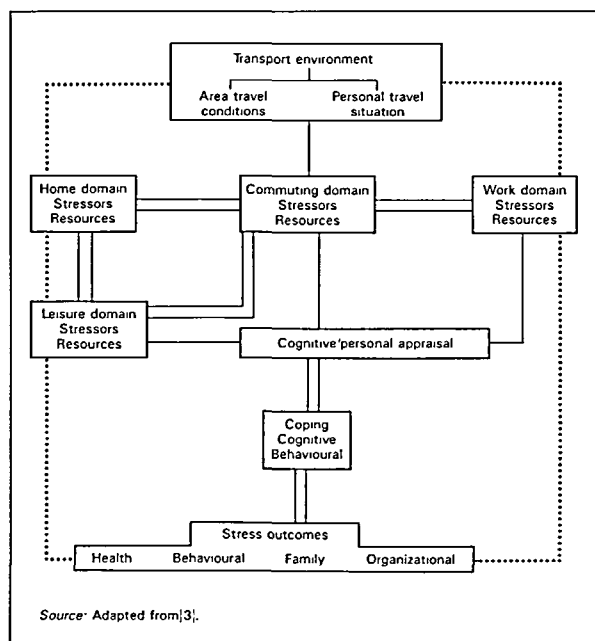 Transport environment
Area travel conditions
Personal travel situation
Home domain
Stressors
Resources
Commuting domain
Stressors
Resources
Work domain
Stressors
Resources
Leisure domain
Stressors
Resources
Cognitive/personal appraisal
Coping
Cognitive
Behavioural
Stress outcomes
Health Behavioural Family Organizational
Source: Adapted from[3].